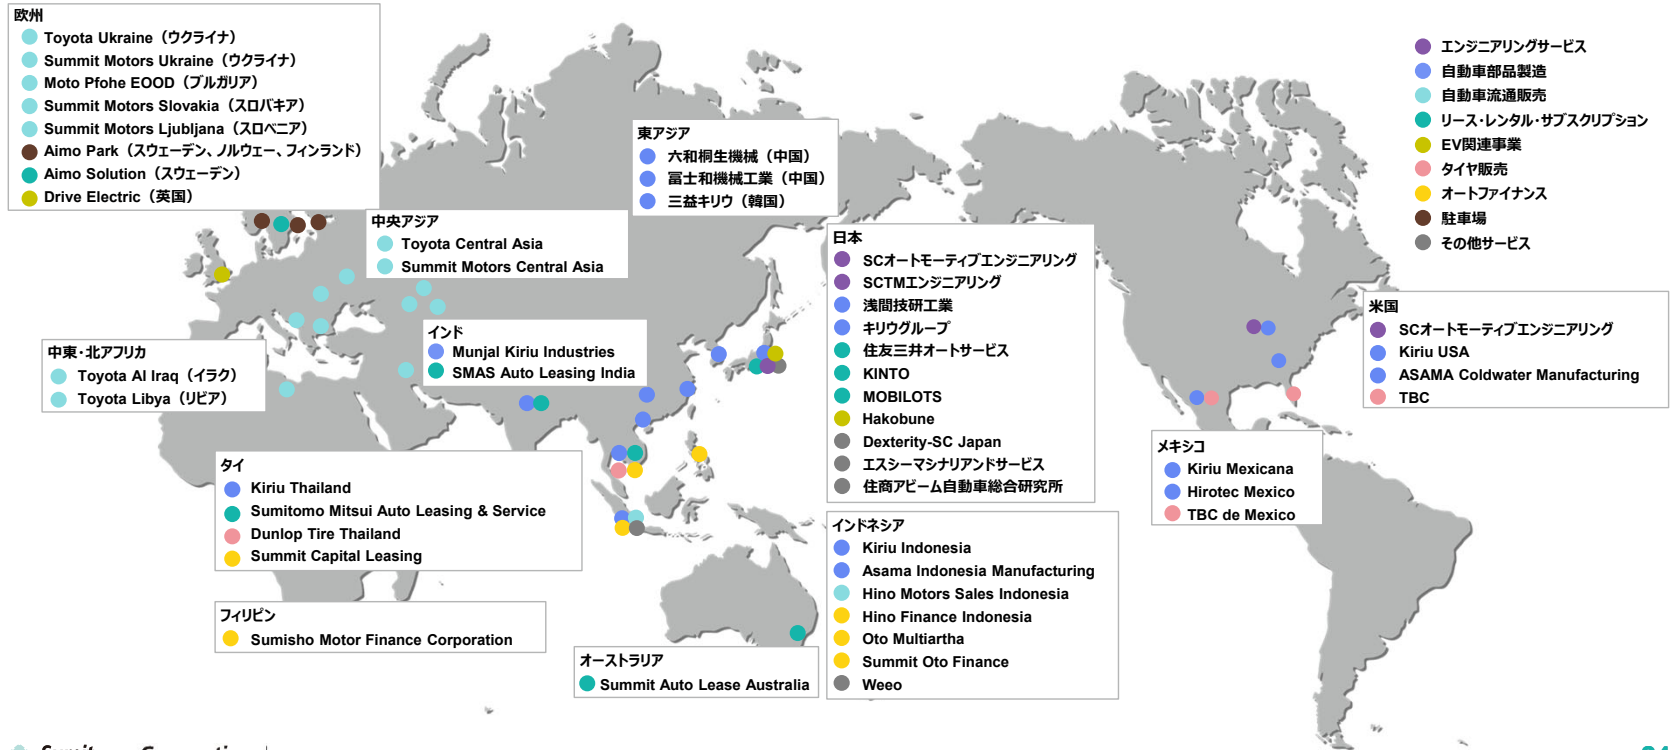 欧州
Toyota Ukraine（ウクライナ）
Summit Motors Ukraine（ウクライナ）
Moto Pfohe EOOD（ブルガリア）
Summit Motors Slovakia（スロバキア）
Summit Motors Ljubljana（スロベニア）
Aimo Park（スウェーデン、ノルウェー、フィンランド）
Aimo Solution（スウェーデン）
Drive Electric（英国）
中央アジア
Toyota Central Asia
Summit Motors Central Asia
東アジア
六和桐生機械（中国）
冨士和機械工業（中国）
三益キリウ（韓国）
エンジニアリングサービス
自動車部品製造
自動車流通販売
リース・レンタル・サブスクリプション
EV関連事業
タイヤ販売
オートファイナンス
駐車場
その他サービス
中東・北アフリカ
Toyota Al Iraq（イラク）
Toyota Libya（リビア）
インド
Munjal Kiriu Industries
SMAS Auto Leasing India
日本
SCオートモーティブエンジニアリング
SCTMエンジニアリング
浅間技研工業
キリウグループ
住友三井オートサービス
KINTO
MOBILOTS
Hakobune
Dexterity-SC Japan
エスシーマシナリアンドサービス
住商アビーム自動車総合研究所
米国
SCオートモーティブエンジニアリング
Kiriu USA
ASAMA Coldwater Manufacturing
TBC
メキシコ
Kiriu Mexicana
Hirotec Mexico
TBC de Mexico
タイ
Kiriu Thailand
Sumitomo Mitsui Auto Leasing & Service
Dunlop Tire Thailand
Summit Capital Leasing
フィリピン
Sumisho Motor Finance Corporation
オーストラリア
Summit Auto Lease Australia
インドネシア
Kiriu Indonesia
Asama Indonesia Manufacturing
Hino Motors Sales Indonesia
Hino Finance Indonesia
Oto Multiartha
Summit Oto Finance
Weeo